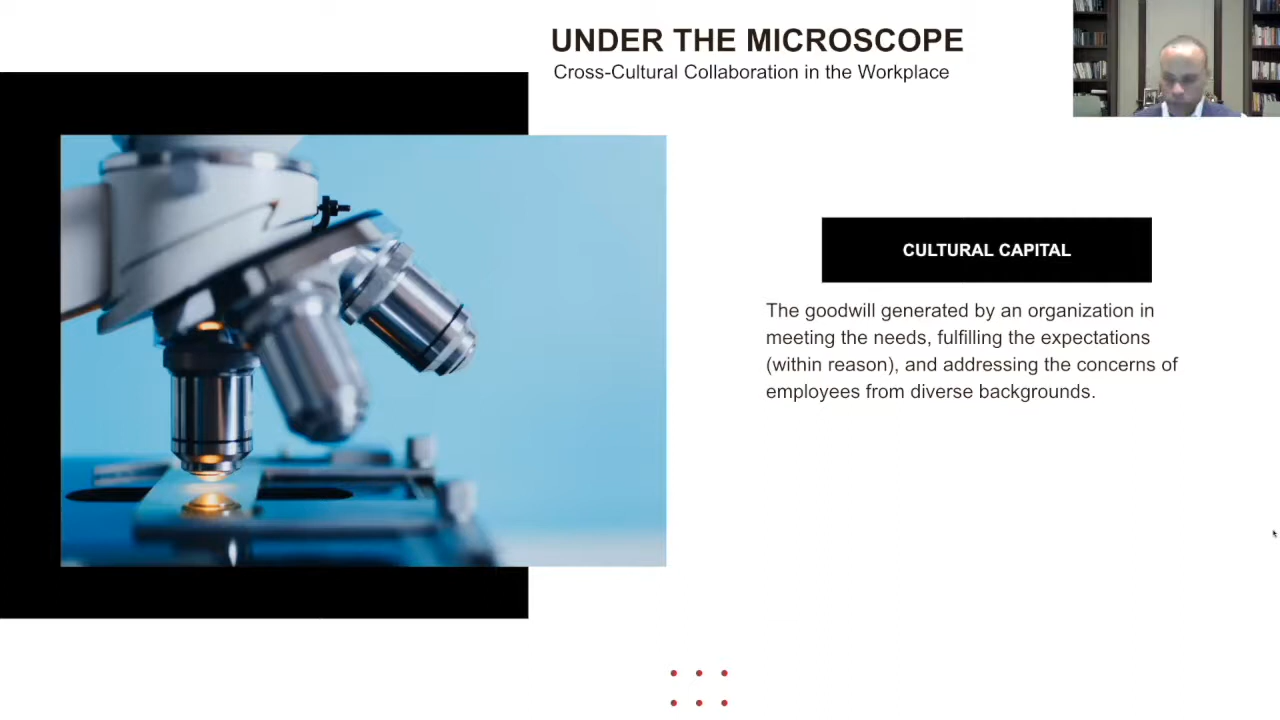 UNDER THE MICROSCOPE
Cross-Cultural Collaboration in the Workplace
CULTURAL CAPITAL
The goodwill generated by an organization in
meeting the needs, fulfilling the expectations
(within reason), and addressing the concerns of
employees from diverse backgrounds.